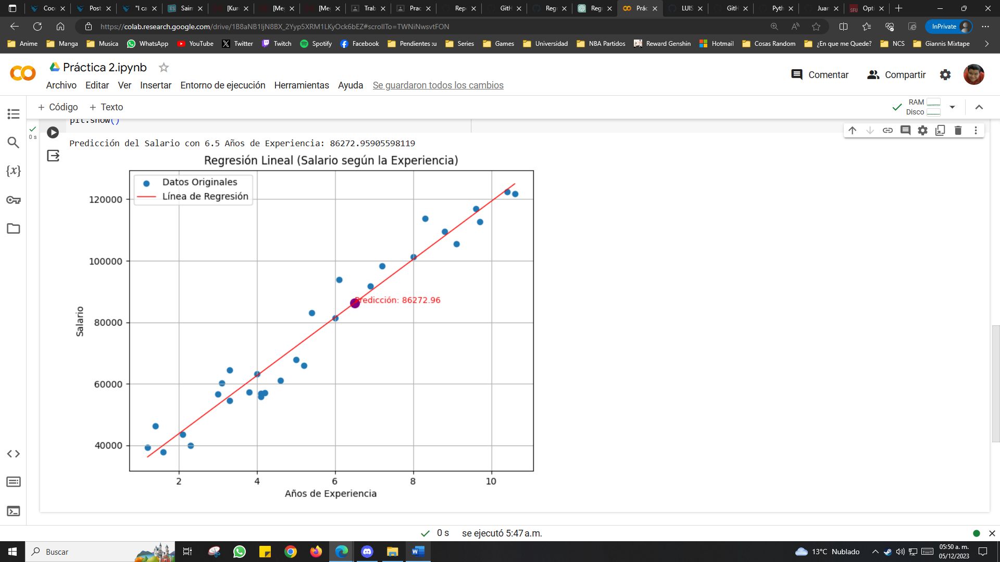 Coor
Post
"I ca
Sain
[Kur
[Me
[Me
Trab
Prac
Repo
GitH
Regr
Regr
Prác
LUIS
GitH
Pyth
Juar
Opti
https://colab.research.google.com/drive/1B8aNB1ljN8BX_2Yyp5XRM1LKyOck6bEZ#scrollTo=TWNiNwsvtFON
InPrivate
Anime
Manga
Musica
WhatsApp
YouTube
Twitter
Twitch
Spotify
Facebook
Pendientes :u
Series
Games
Universidad
NBA Partidos
Reward Genshin
Hotmail
Cosas Random
¿En que me Quede?
NCS
Giannis Mixtape
Práctica 2.ipynb
Comentar
Compartir
Archivo Editar Ver Insertar Entorno de ejecución Herramientas Ayuda Se guardaron todos los cambios
+ Código + Texto
RAM
Disco
plt.show()
0 s
Predicción del Salario con 6.5 Años de Experiencia: 86272.95905598119
Regresión Lineal (Salario según la Experiencia)
Datos Originales
Línea de Regresión
120000
100000
80000
60000
40000
Salario
Predicción: 86272.96
2 4 6 8 10
Años de Experiencia
0 s se ejecutó 5:47 a.m.
Buscar
13°C Nublado
05:50 a. m.
05/12/2023